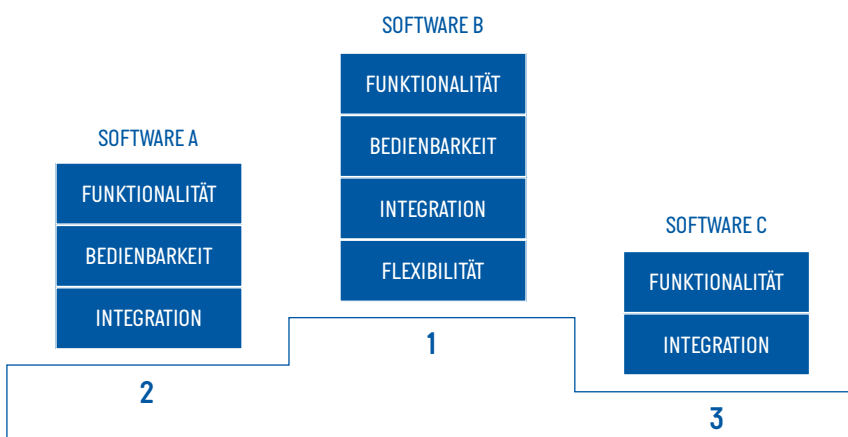 SOFTWARE B
FUNKTIONALITÄT
BEDIENBARKEIT
INTEGRATION
FLEXIBILITÄT
1
SOFTWARE A
FUNKTIONALITÄT
BEDIENBARKEIT
INTEGRATION
2
SOFTWARE C
FUNKTIONALITÄT
INTEGRATION
3